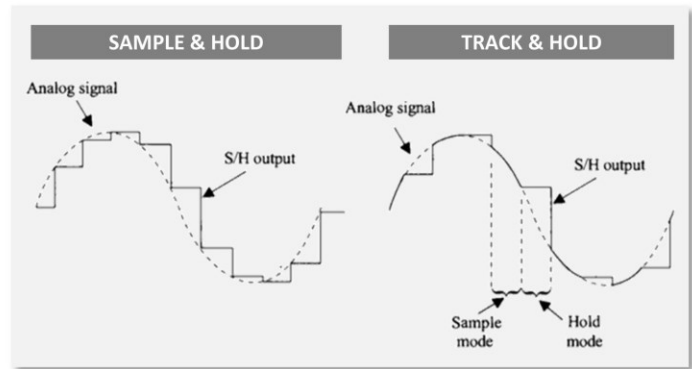 SAMPLE & HOLD
Analog signal
S/H output
TRACK & HOLD
Analog signal
S/H output
Sample
mode
Hold
mode